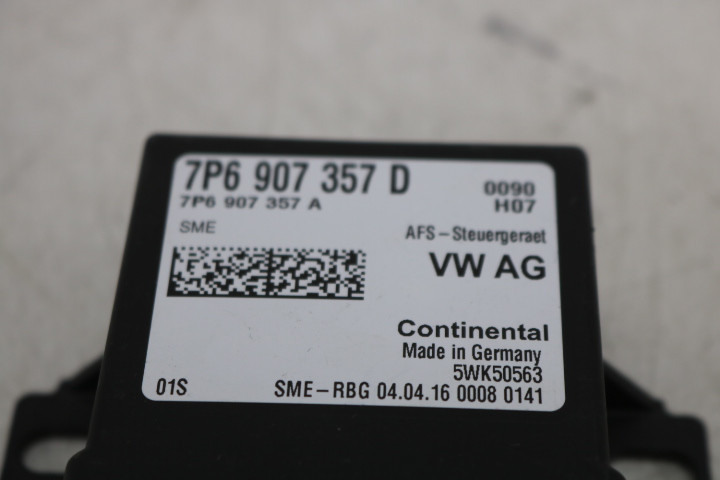 7P6 907 357 D
0090
7P6 907 357 A
H07
SME
AFS-Steuergeraet
VW AG
Continental
Made in Germany
5WK50563
01S
SME-RBG 04.04.16 0008 0141